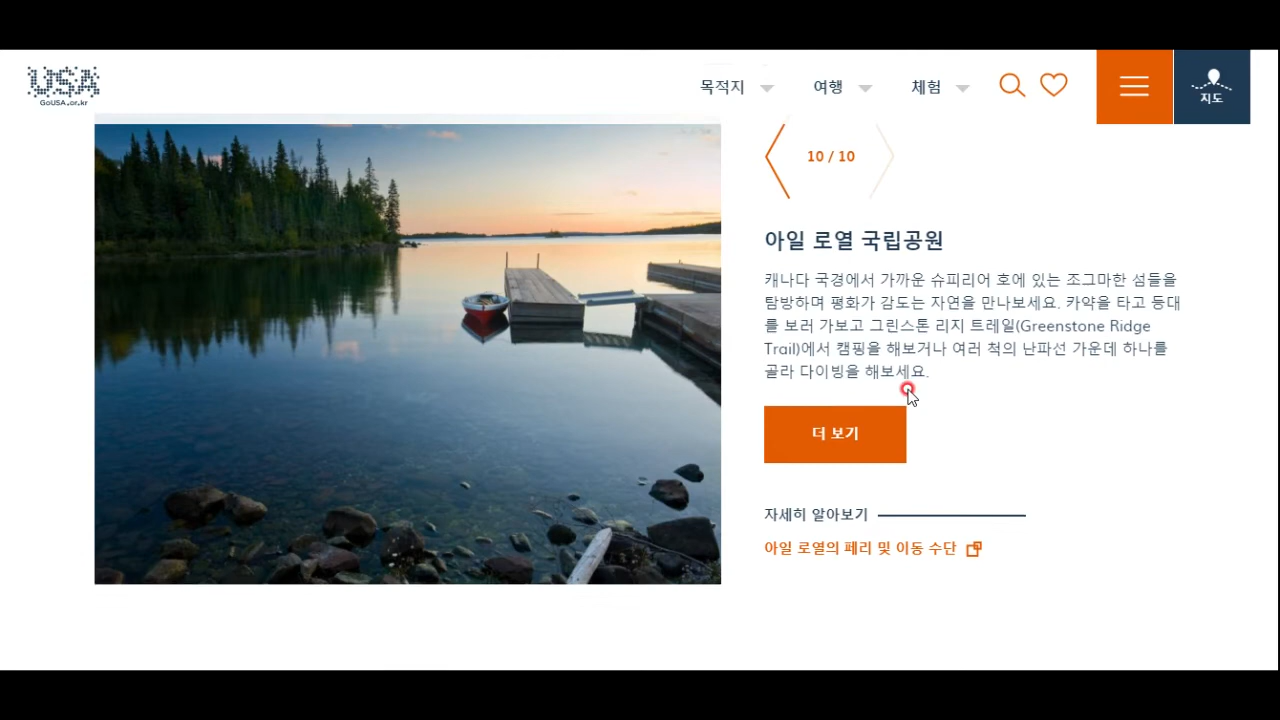 USA
GoUSA.or.kr
목적지
여행
체험
지도
10 / 10
아일 로열 국립공원
캐나다 국경에서 가까운 슈피리어 호에 있는 조그마한 섬들을
탐방하며 평화가 감도는 자연을 만나보세요. 카약을 타고 등대
를 보러 가보고 그린스톤 리지 트레일(Greenstone Ridge
Trail)에서 캠핑을 해보거나 여러 척의 난파선 가운데 하나를
골라 다이빙을 해보세요.
더 보기
자세히 알아보기
아일 로열의 페리 및 이동 수단